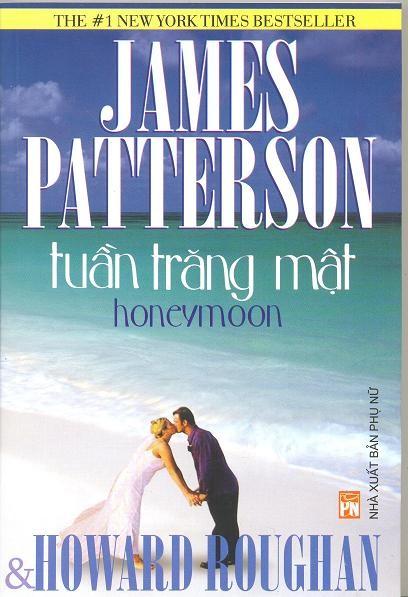 THE #1 NEW YORK TIMES BESTSELLER
JAMES
PATTERSON
tuần trăng mật
honeymoon
PN
NHÀ XUẤT BẢN PHỤ NỮ
& HOWARD ROUGHAN